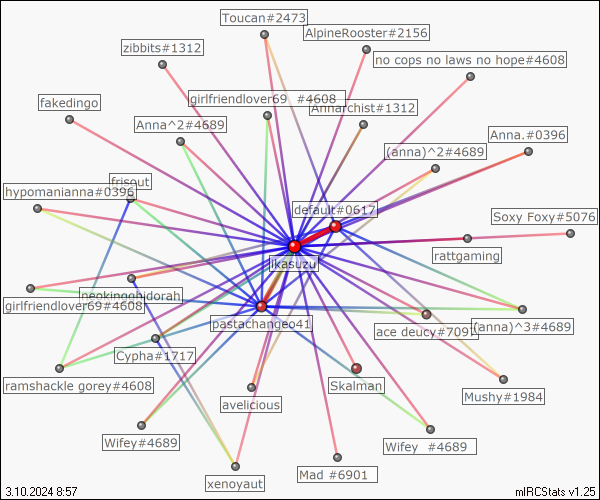 Toucan#2473
AlpineRooster#2156
zibbits#1312
no cops no laws no hope#4608
girlfriendlover69 #4608
fakedingo
Annarchist#1312
Anna^2#4689
Anna.#0396
(anna)^2#4689
frisout
hypomanianna#0396
default#0617
Soxy Foxy#5076
rattgaming
ikasuzu
neokingghidorah
girlfriendlover69#4608
pastachangeo41
ace deucy#7097
(anna)^3#4689
Cypha#1717
ramshackle gorey#4608
Skalman
Mushy#1984
avelicious
Wifey#4689
Wifey #4689
Mad #6901
xenoyaut
3.10.2024 8:57
mIRCStats v1.25